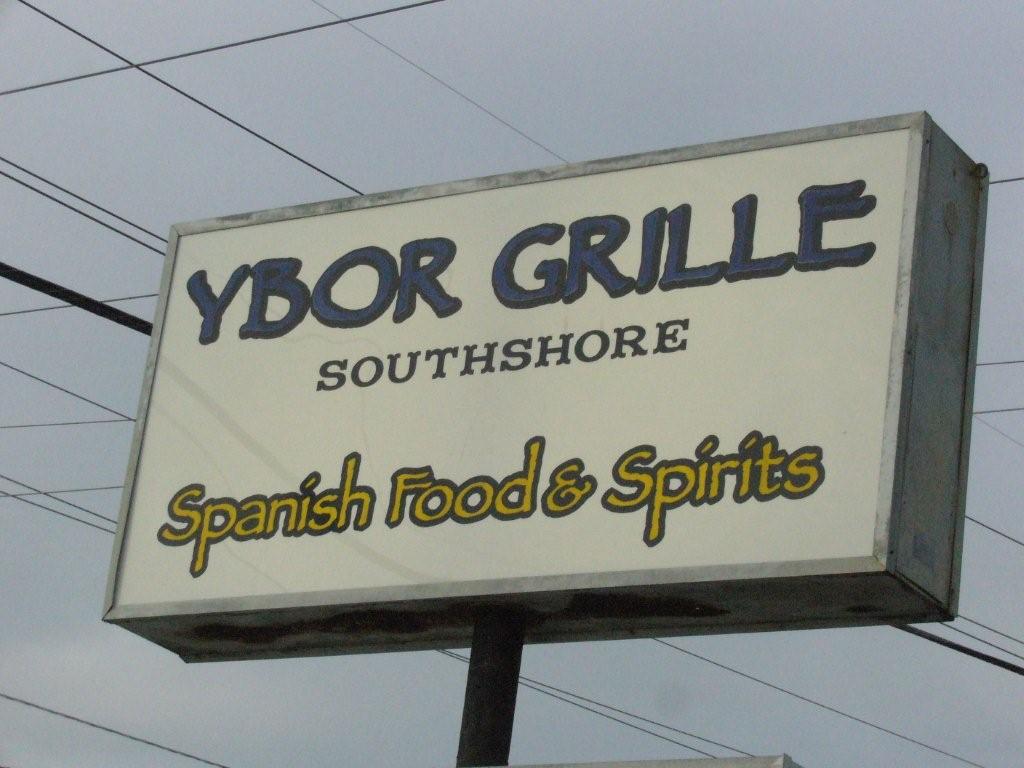 YBOR GRILLE
SOUTHSHORE
Spanish Food & Spirits